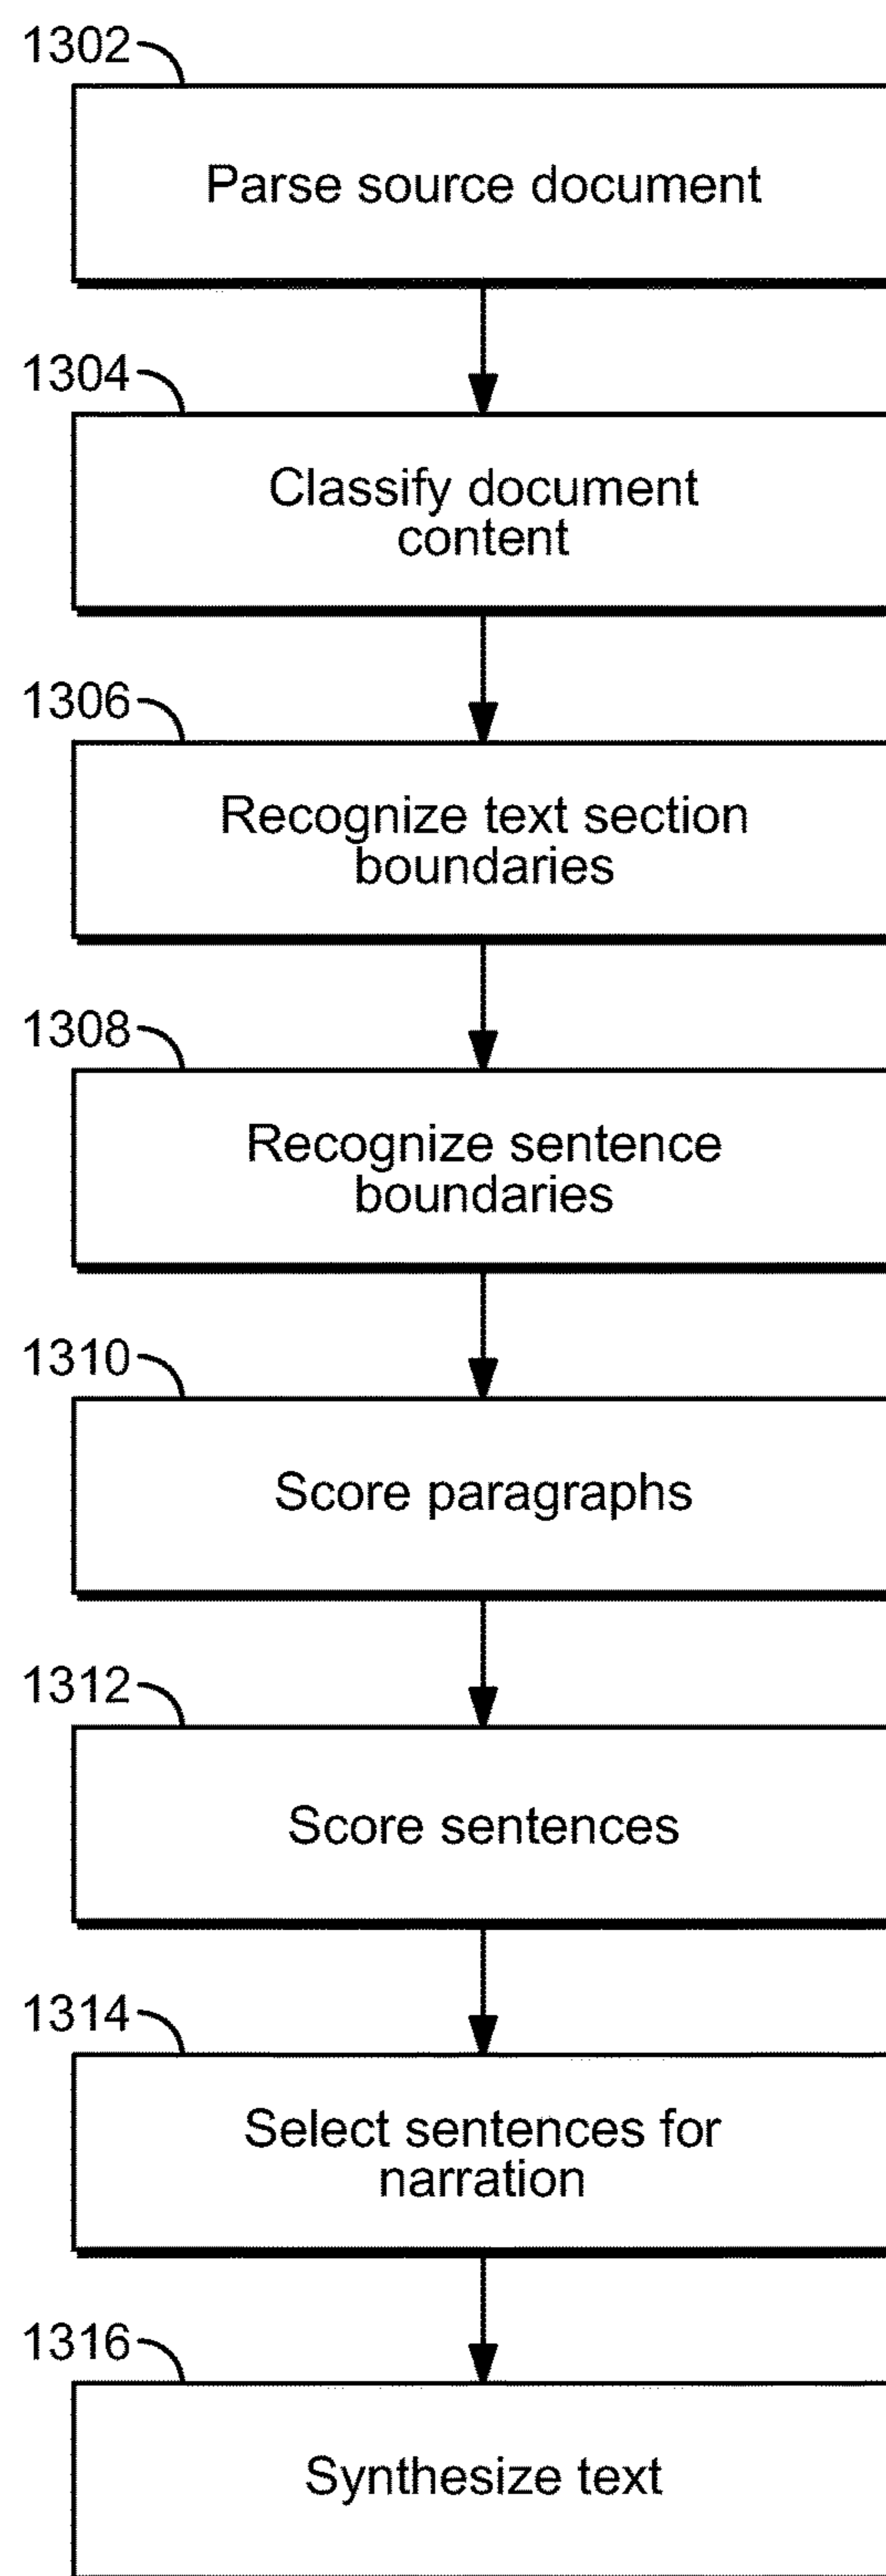 1302
Parse source document
1304
Classify document
content
1306
Recognize text section
boundaries
1308
Recognize sentence
boundaries
1310
Score paragraphs
1312
Score sentences
1314
Select sentences for
narration
1316
Synthesize text